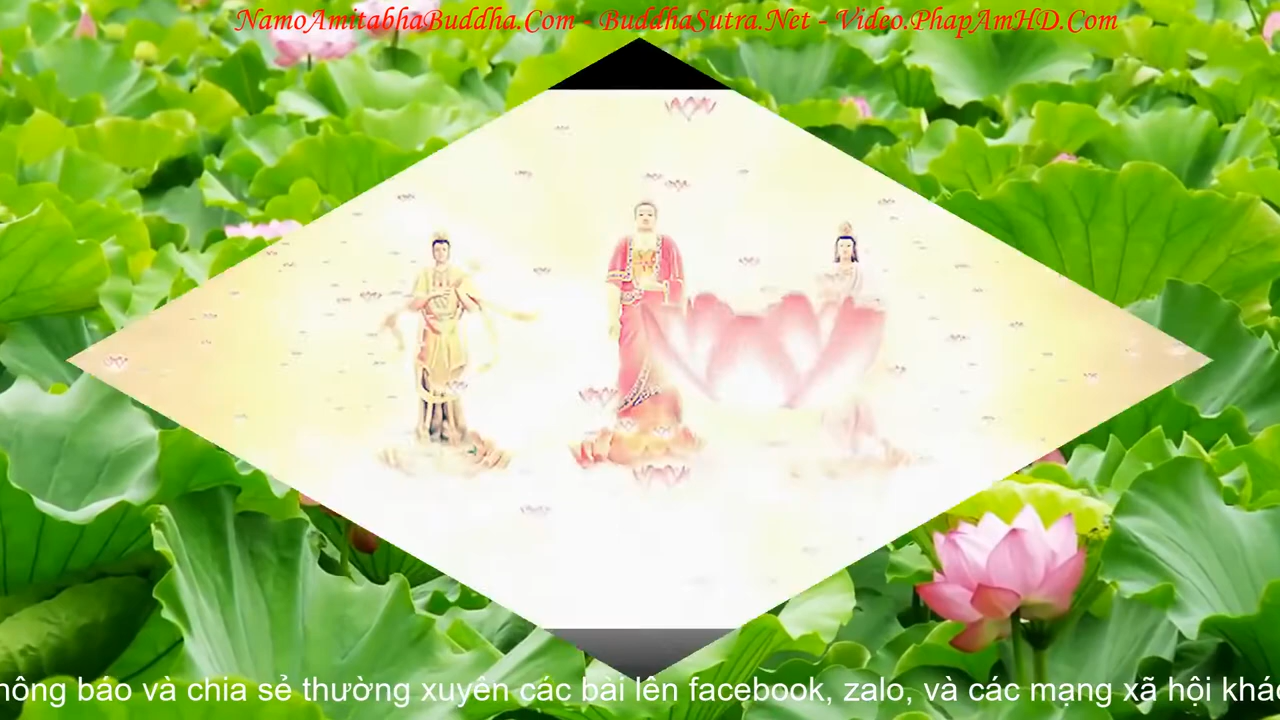 NamoAmitabhaBuddha.Com - BuddhaSutra.Net - Video.PhapAmHD.Com
hông báo và chia sẻ thường xuyên các bài lên facebook, zalo, và các mạng xã hội khác